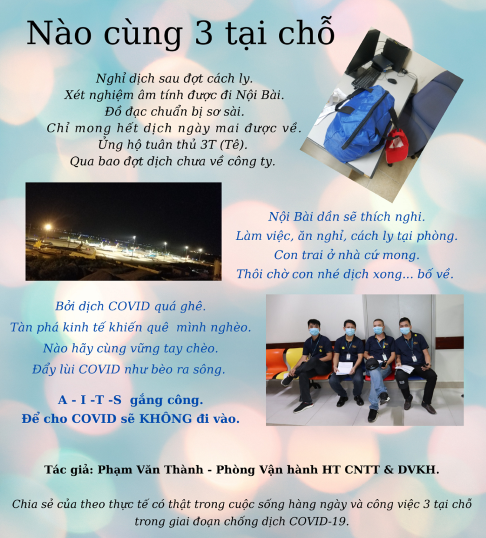 Nào cùng 3 tại chỗ
Nghỉ dịch sau đợt cách ly.
Xét nghiệm âm tính được đi Nội Bài.
Đồ đạc chuẩn bị sơ sài.
Chỉ mong hết dịch ngày mai được về.
Ủng hộ tuân thủ 3T (Tê).
Qua bao đợt dịch chưa về công ty.
Nội Bài dần sẽ thích nghi.
Làm việc, ăn nghỉ, cách ly tại phòng.
Con trai ở nhà cứ mong.
Thôi chờ con nhé dịch xong... bố về.
Bởi dịch COVID quá ghê.
Tàn phá kinh tế khiến quê mình nghèo.
Nào hãy cùng vững tay chèo.
Đẩy lùi COVID như bèo ra sông.
A - I -T -S gắng công.
Để cho COVID sẽ KHÔNG đi vào.
Tác giả: Phạm Văn Thành - Phòng Vận hành HT CNTT & DVKH.
Chia sẻ của theo thực tế có thật trong cuộc sống hàng ngày và công việc 3 tại chỗ
trong giai đoạn chống dịch COVID-19.